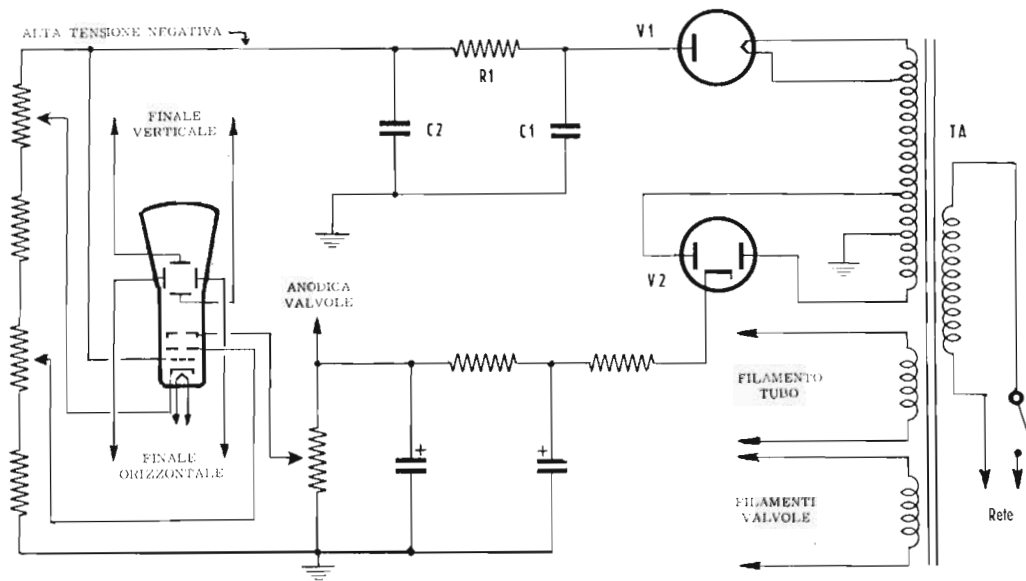 ALTA TENSIONE NEGATIVA
V1
R1
FINALE
VERTICALE
C2
C1
TA
ANODICA
VALVOLE
V2
FILAMENTO
TUBO
+
+
FINALE
ORIZZONTALE
FILAMENTI
VALVOLE
Rete